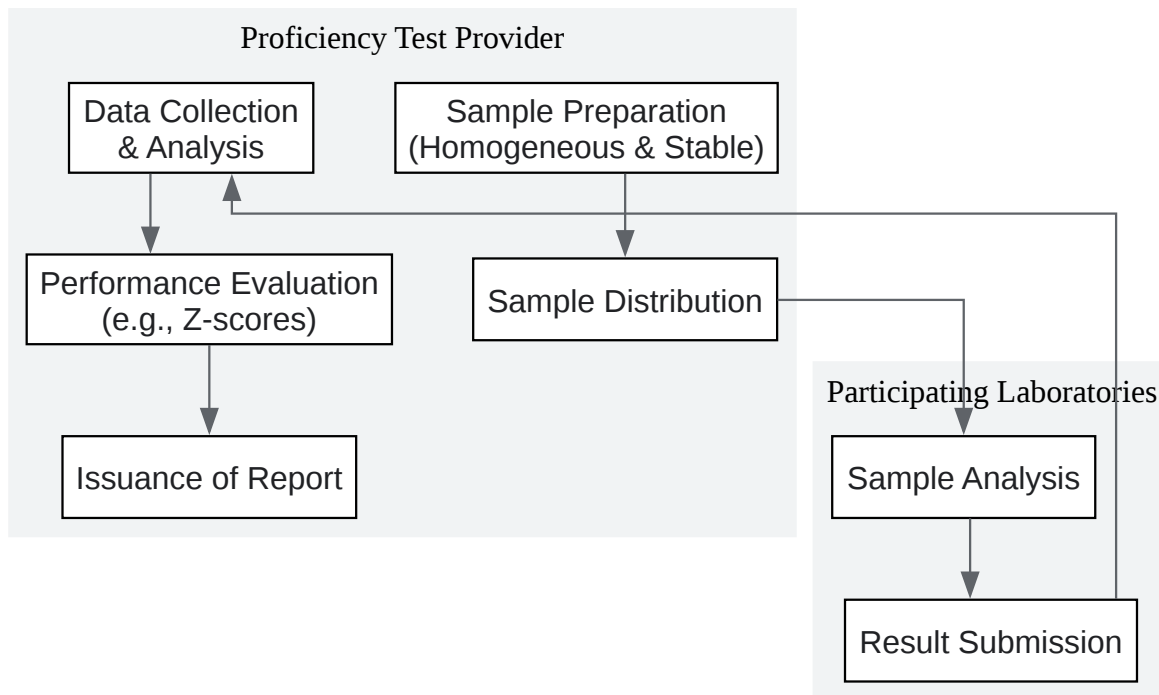 Proficiency Test Provider
Data Collection
& Analysis
Sample Preparation
(Homogeneous & Stable)
Performance Evaluation
(e.g., Z-scores)
Sample Distribution
Issuance of Report
Participating Laboratories
Sample Analysis
Result Submission